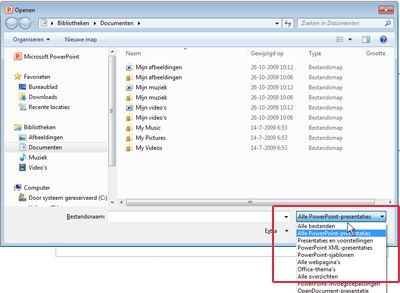 Openen
Bibliotheken ▸ Documenten ▸
Zoeken in Documenten
Organiseren Nieuwe map
Microsoft PowerPoint
Favorieten
Bureaublad
Downloads
Recente locaties
Bibliotheken
Afbeeldingen
Documenten
Muziek
Video's
Computer
Door systeem gereserveerd (C:)
Naam Gewijzigd op Type Grootte
Mijn afbeeldingen 26-10-2009 10:12 Bestandsmap
Mijn afbeeldingen 26-10-2009 10:06 Bestandsmap
Mijn muziek 26-10-2009 10:12 Bestandsmap
Mijn muziek 26-10-2009 10:06 Bestandsmap
Mijn video's 26-10-2009 10:12 Bestandsmap
Mijn video's 26-10-2009 10:06 Bestandsmap
My Music 14-7-2009 6:53 Bestandsmap
My Pictures 14-7-2009 6:53 Bestandsmap
My Videos 14-7-2009 6:53 Bestandsmap
Bestandsnaam:
Alle PowerPoint-presentaties
Extra
Alle bestanden
Alle PowerPoint-presentaties
Presentaties en voorstellingen
PowerPoint XML-presentaties
PowerPoint-sjablonen
Alle webpagina's
Office-thema's
Alle overzichten
PowerPoint-invoegtoepassingen
OpenDocument-presentatie